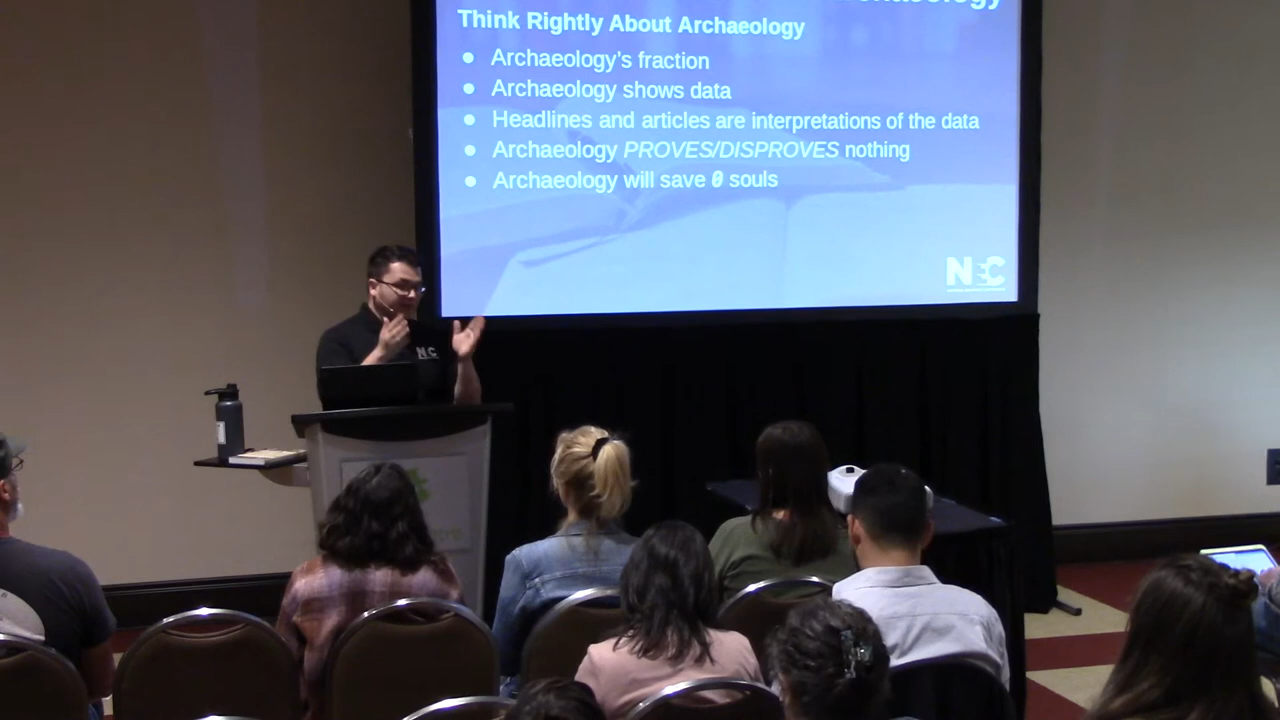 Archaeology
Think Rightly About Archaeology
● Archaeology's fraction
● Archaeology shows data
● Headlines and articles are interpretations of the data
● Archaeology PROVES/DISPROVES nothing
● Archaeology will save 0 souls